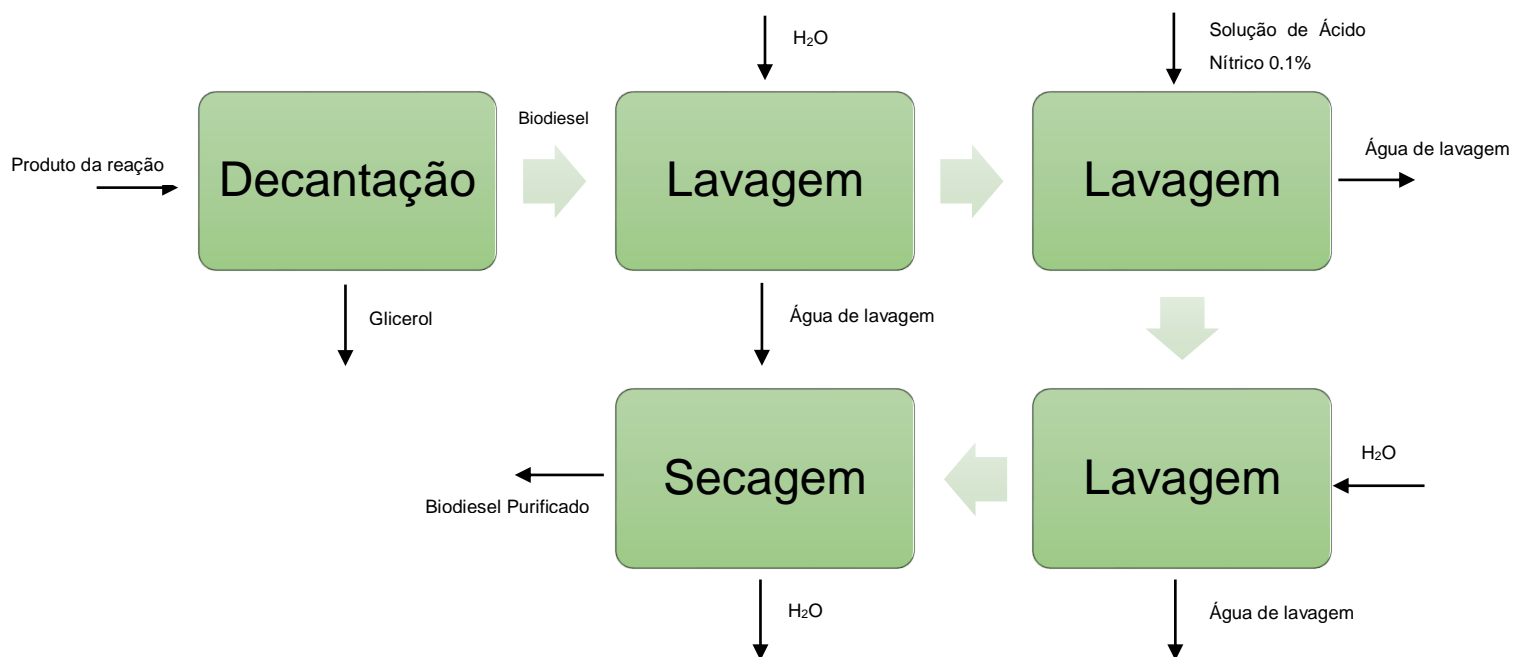 H₂O
Solução de Ácido
Nítrico 0,1%
Biodiesel
Produto da reação
Decantação
Lavagem
Lavagem
Água de lavagem
Glicerol
Água de lavagem
Secagem
Lavagem
H₂O
Biodiesel Purificado
H₂O
Água de lavagem